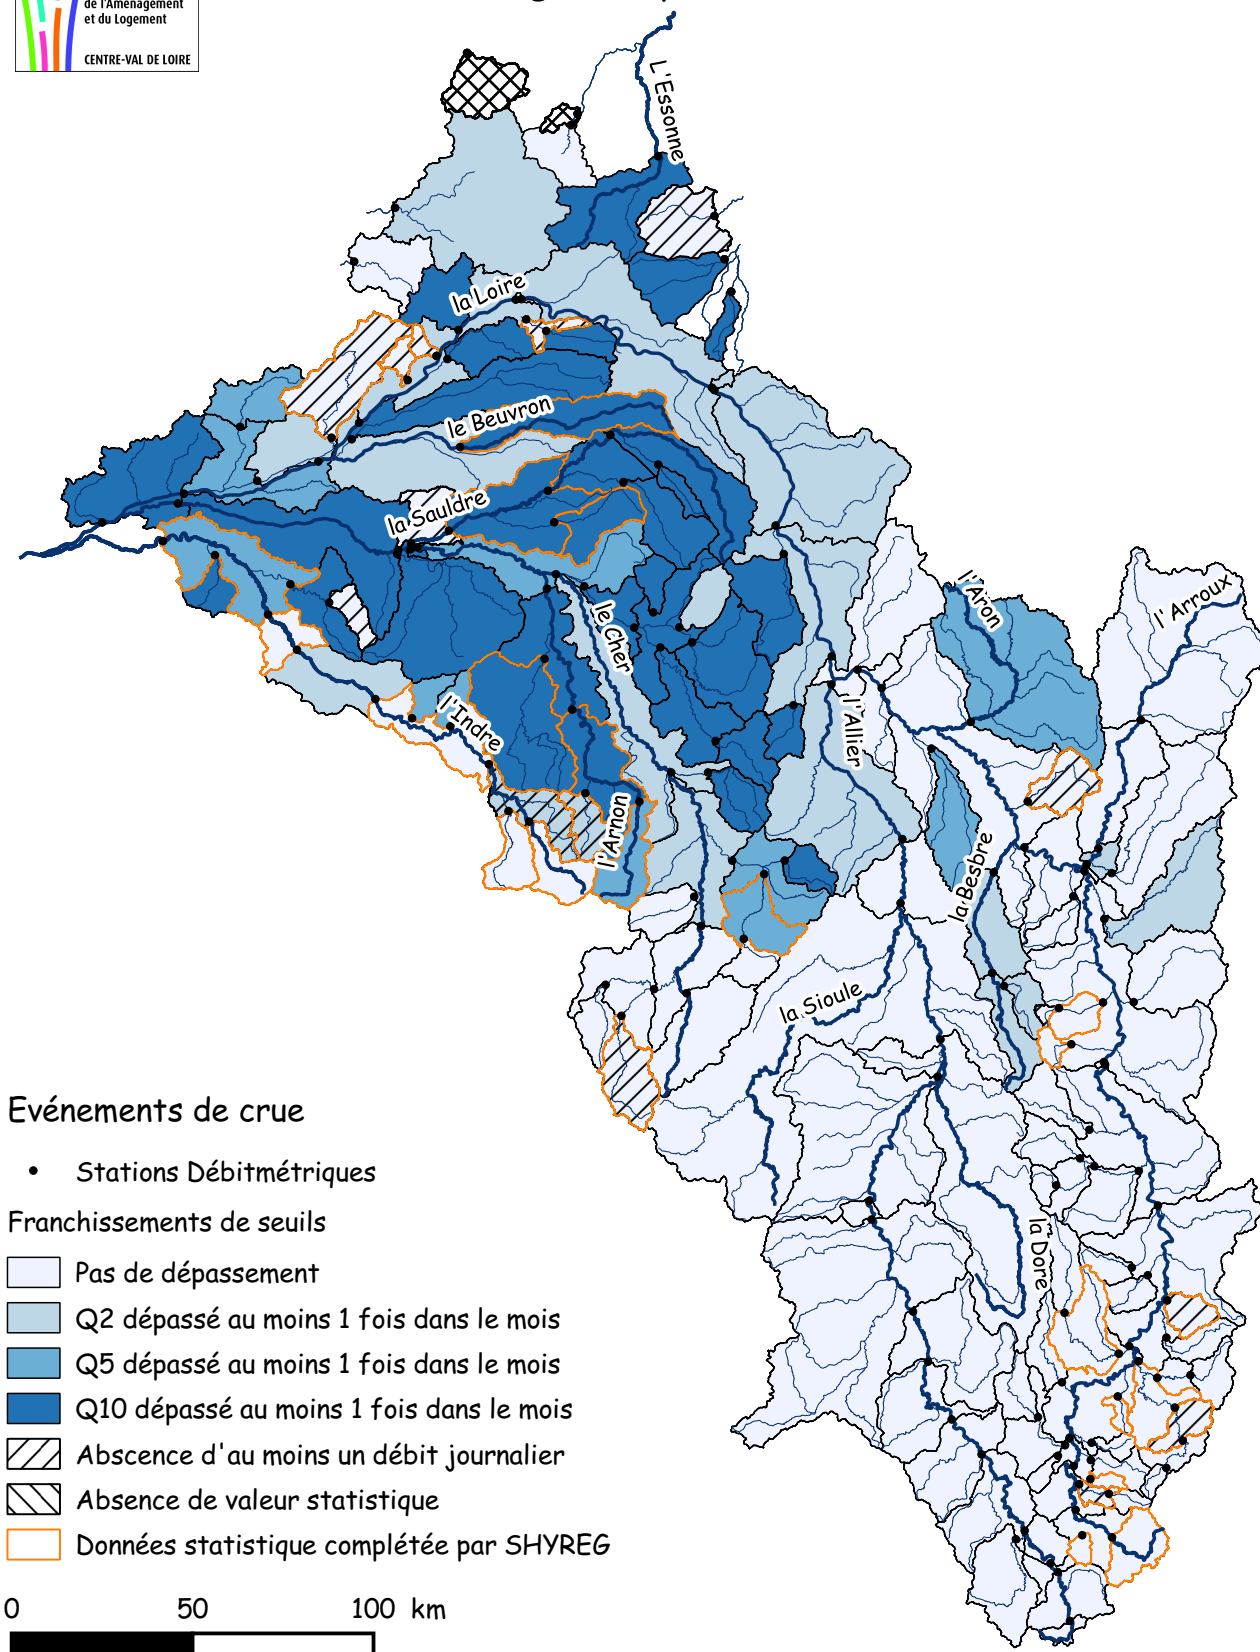 de l'Aménagement
et du Logement
CENTRE-VAL DE LOIRE
L'Essonne
la Loire
le Beuvron
la Sauldre
le Cher
l'Aron
l' Arroux
l'Indre
l'Allier
l'Arnon
la Besbre
la Sioule
la Dore
Evénements de crue
Stations Débitmétriques
Franchissements de seuils
Pas de dépassement
Q2 dépassé au moins 1 fois dans le mois
Q5 dépassé au moins 1 fois dans le mois
Q10 dépassé au moins 1 fois dans le mois
Abscence d'au moins un débit journalier
Absence de valeur statistique
Données statistique complétée par SHYREG
0 50 100 km